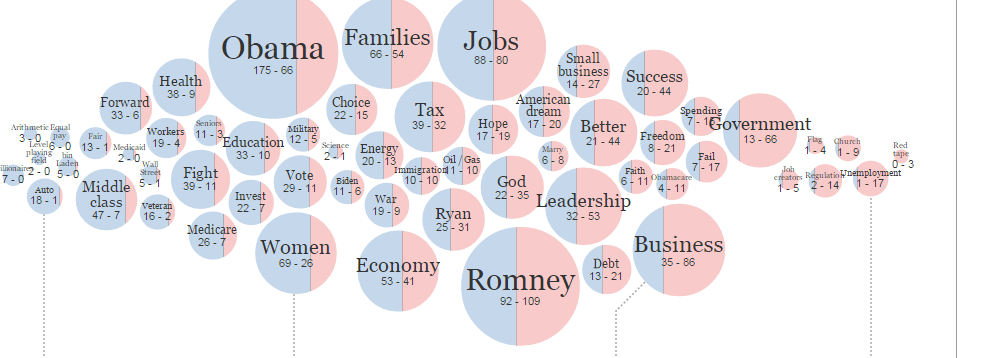 Obama
175 - 66
Families
66 - 54
Jobs
88 - 80
Small
business
14 - 27
Success
20 - 44
Health
38 - 9
Forward
33 - 6
Choice
22 - 15
Tax
39 - 32
American
dream
17 - 20
Spending
Government
13 - 66
Arithmetic
3 - 0
Equal
pay
6 - 0
Fair
13 - 1
Workers
19 - 4
Seniors
11 - 3
Education
33 - 10
Military
12 - 5
Hope
17 - 19
Better
21 - 44
Freedom
8 - 21
Flag
1 - 4
Church
1 - 9
Red
tape
0 - 3
Level
playing
field
2 - 0
bin
Laden
5 - 0
Medicaid
2 - 0
Wall
Street
5 - 1
Science
2 - 1
Energy
20 - 13
Marry
6 - 8
Fail
7 - 17
7 - 0
Auto
18 - 1
Middle
class
47 - 7
Veteran
16 - 2
Fight
39 - 11
Vote
29 - 11
Biden
11 - 6
Immigration
10 - 10
Oil / Gas
11 - 10
God
22 - 35
Faith
6 - 11
Obamacare
4 - 11
Job
creators
1 - 5
Regulation
2 - 14
Unemployment
1 - 17
Invest
22 - 7
War
19 - 9
Leadership
32 - 53
Medicare
26 - 7
Ryan
25 - 31
Women
69 - 26
Economy
53 - 41
Romney
92 - 109
Debt
13 - 21
Business
35 - 86